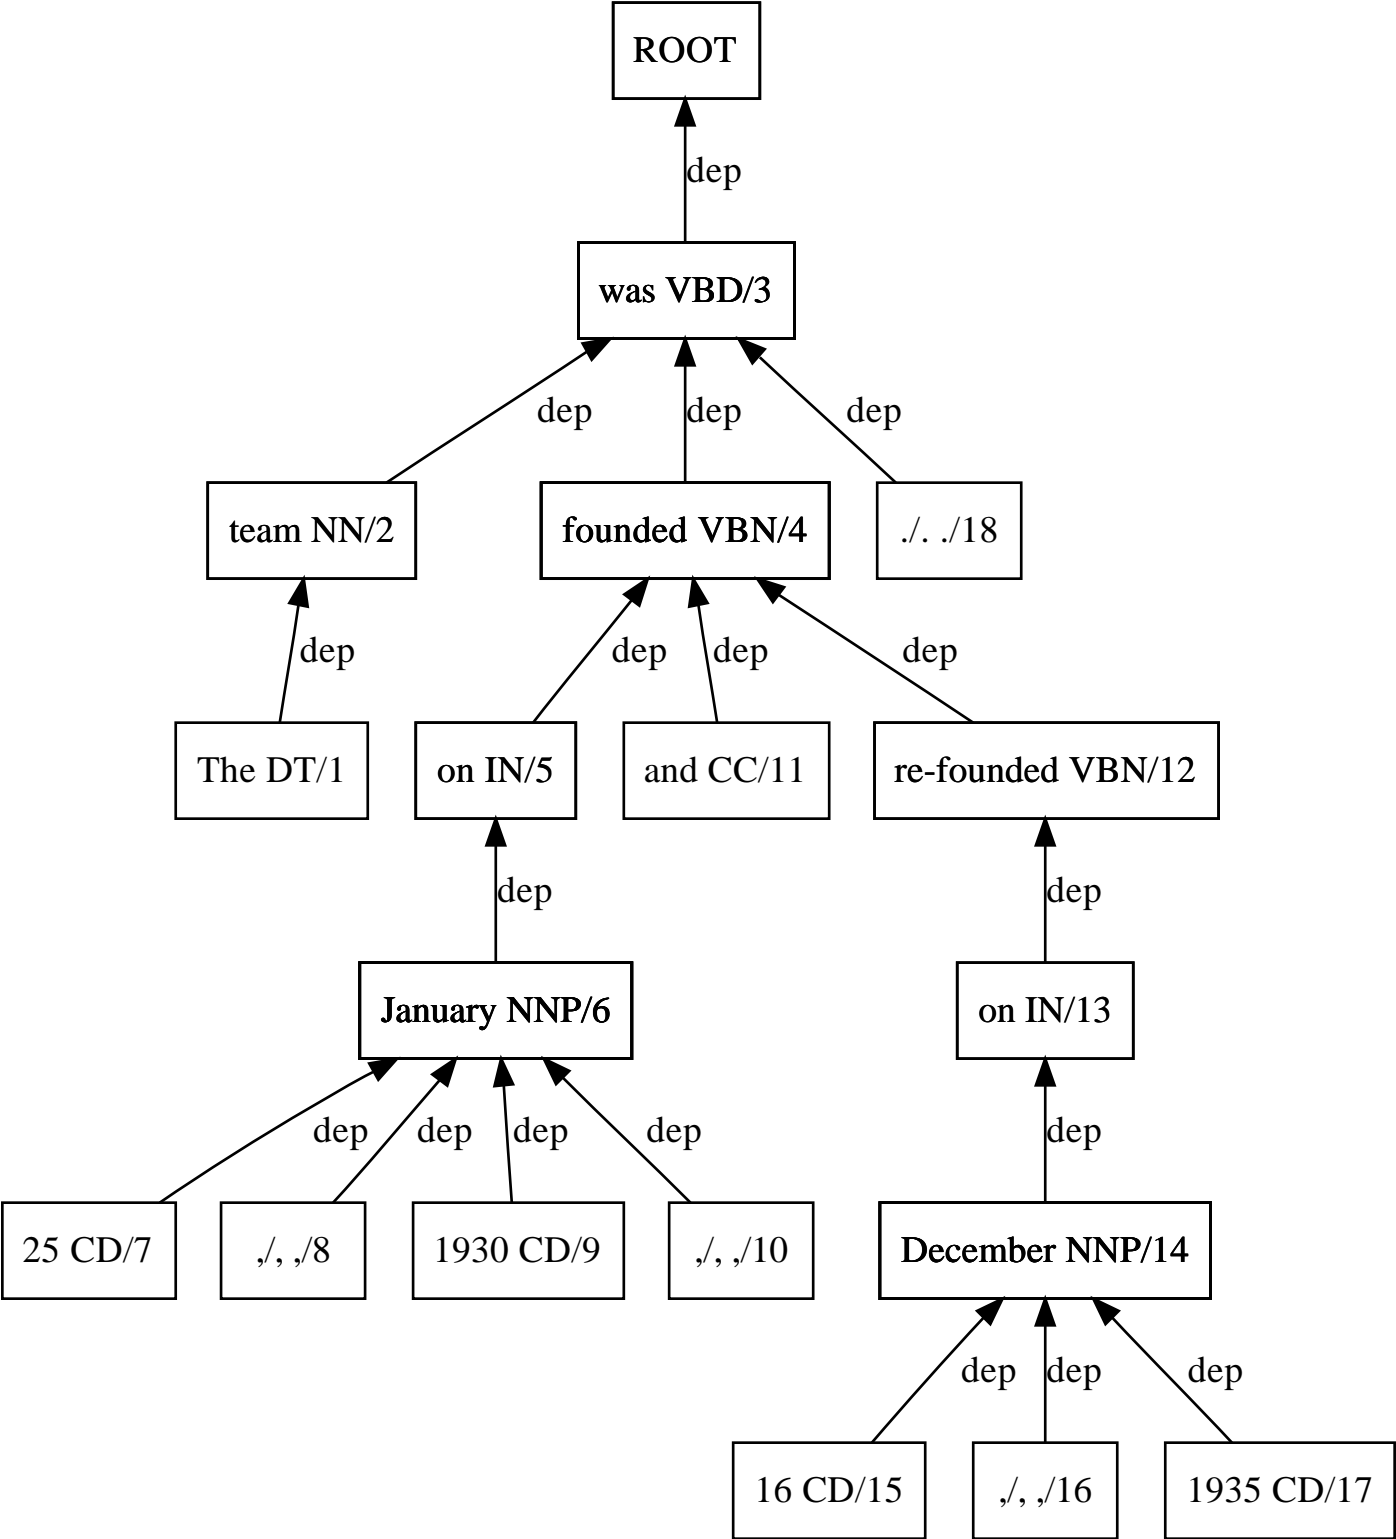 ROOT
dep
was VBD/3
dep dep dep
team NN/2 founded VBN/4 ./. ./18
dep dep dep dep
The DT/1 on IN/5 and CC/11 re-founded VBN/12
dep dep
January NNP/6 on IN/13
dep dep dep dep dep
25 CD/7 ,/, ,/8 1930 CD/9 ,/, ,/10 December NNP/14
dep dep dep
16 CD/15 ,/, ,/16 1935 CD/17